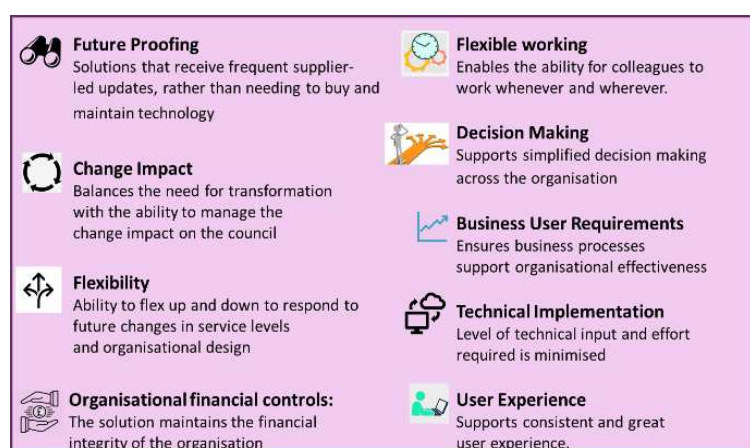 Future Proofing
Solutions that receive frequent supplier-
led updates, rather than needing to buy and
maintain technology
Change Impact
Balances the need for transformation
with the ability to manage the
change impact on the council
Flexibility
Ability to flex up and down to respond to
future changes in service levels
and organisational design
Organisational financial controls:
The solution maintains the financial
integrity of the organisation
Flexible working
Enables the ability for colleagues to
work whenever and wherever.
Decision Making
Supports simplified decision making
across the organisation
Business User Requirements
Ensures business processes
support organisational effectiveness
Technical Implementation
Level of technical input and effort
required is minimised
User Experience
Supports consistent and great
user experience.